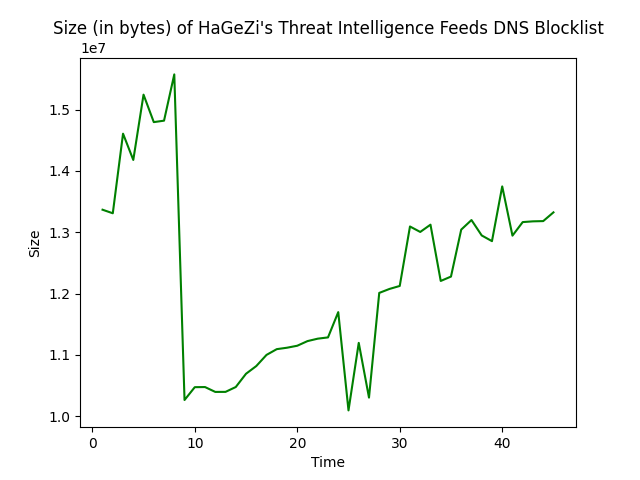 Size (in bytes) of HaGeZi's Threat Intelligence Feeds DNS Blocklist
1e7
1.5
1.4
1.3
1.2
1.1
1.0
Size
0 10 20 30 40
Time